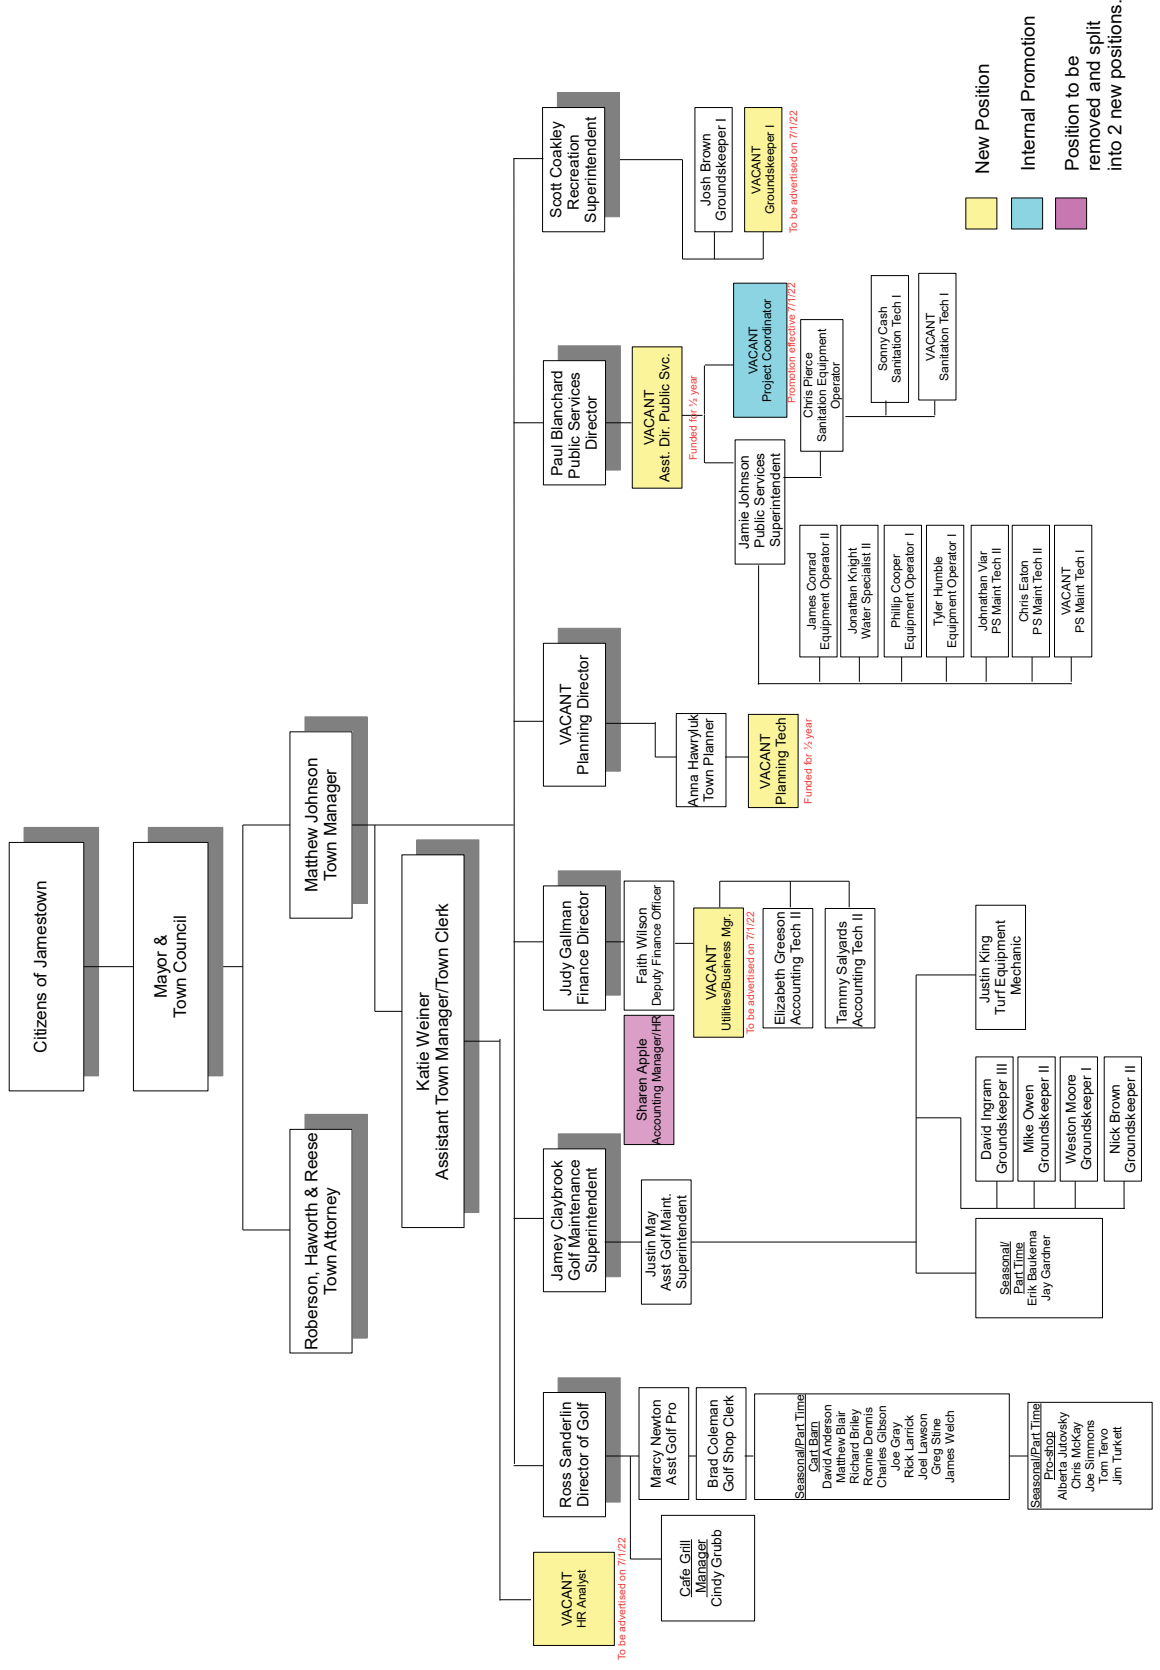 Citizens of Jamestown
Mayor &
Town Council
Roberson, Haworth & Reese
Town Attorney
Matthew Johnson
Town Manager
Katie Weiner
Assistant Town Manager/Town Clerk
VACANT
HR Analyst
To be advertised on 7/1/22
Ross Sanderlin
Director of Golf
Cafe Grill
Manager
Cindy Grubb
Marcy Newton
Asst Golf Pro
Brad Coleman
Golf Shop Clerk
Seasonal/Part Time
Cart Barn
David Anderson
Matthew Blair
Richard Briley
Ronnie Dennis
Charles Gibson
Joe Gray
Rick Larrick
Joel Lawson
Greg Stine
James Welch
Seasonal/Part Time
Pro-shop
Alberta Jutovsky
Chris McKay
Joe Simmons
Tom Tervo
Jim Turkett
Jamey Claybrook
Golf Maintenance
Superintendent
Justin May
Asst Golf Maint.
Superintendent
Seasonal/
Part Time
Erik Baukema
Jay Gardner
David Ingram
Groundskeeper III
Mike Owen
Groundskeeper II
Weston Moore
Groundskeeper I
Nick Brown
Groundskeeper II
Justin King
Turf Equipment
Mechanic
Judy Gallman
Finance Director
Sharen Apple
Accounting Manager/HR
Faith Wilson
Deputy Finance Officer
VACANT
Utilities/Business Mgr.
To be advertised on 7/1/22
Elizabeth Greeson
Accounting Tech II
Tammy Salyards
Accounting Tech II
VACANT
Planning Director
Anna Hawryluk
Town Planner
VACANT
Planning Tech
Funded for ½ year
Paul Blanchard
Public Services
Director
VACANT
Asst. Dir. Public Svc.
Funded for ½ year
Jamie Johnson
Public Services
Superintendent
VACANT
Project Coordinator
Promotion effective 7/1/22
James Conrad
Equipment Operator II
Jonathan Knight
Water Specialist II
Phillip Cooper
Equipment Operator I
Tyler Humble
Equipment Operator I
Johnathan Viar
PS Maint Tech II
Chris Eaton
PS Maint Tech II
VACANT
PS Maint Tech I
Chris Pierce
Sanitation Equipment
Operator
Sonny Cash
Sanitation Tech I
VACANT
Sanitation Tech I
Scott Coakley
Recreation
Superintendent
Josh Brown
Groundskeeper I
VACANT
Groundskeeper I
To be advertised on 7/1/22
New Position
Internal Promotion
Position to be
removed and split
into 2 new positions.